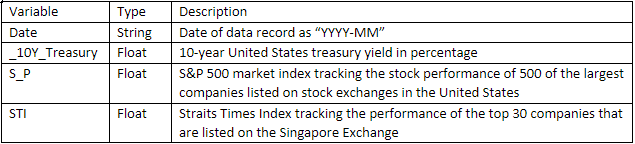 Variable Type Description
Date String Date of data record as “YYYY-MM”
_10Y_Treasury Float 10-year United States treasury yield in percentage
S_P Float S&P 500 market index tracking the stock performance of 500 of the largest
companies listed on stock exchanges in the United States
STI Float Straits Times Index tracking the performance of the top 30 companies that
are listed on the Singapore Exchange